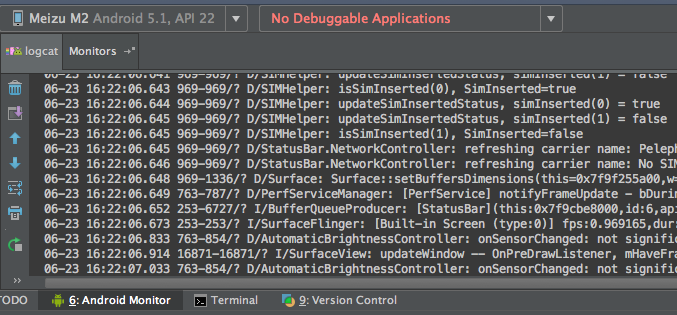 Meizu M2 Android 5.1, API 22
No Debuggable Applications
logcat
Monitors
06-23 16:22:06.641 969-969/? D/SIMHelper: updateSimInsertedStatus, simInserted(1) = false
06-23 16:22:06.643 969-969/? D/SIMHelper: isSimInserted(0), SimInserted=true
06-23 16:22:06.644 969-969/? D/SIMHelper: updateSimInsertedStatus, simInserted(0) = true
06-23 16:22:06.645 969-969/? D/SIMHelper: updateSimInsertedStatus, simInserted(1) = false
06-23 16:22:06.645 969-969/? D/SIMHelper: isSimInserted(1), SimInserted=false
06-23 16:22:06.645 969-969/? D/StatusBar.NetworkController: refreshing carrier name: Peleph
06-23 16:22:06.646 969-969/? D/StatusBar.NetworkController: refreshing carrier name: No SIM
06-23 16:22:06.648 969-1336/? D/Surface: Surface::setBuffersDimensions(this=0x7f9f255a00,w=
06-23 16:22:06.649 763-787/? D/PerfServiceManager: [PerfService] notifyFrameUpdate - bDurin
06-23 16:22:06.652 253-6727/? I/BufferQueueProducer: [StatusBar](this:0x7f9cbe8000,id:6,api
06-23 16:22:06.673 253-253/? I/SurfaceFlinger: [Built-in Screen (type:0)] fps:0.969165,dur:
06-23 16:22:06.833 763-854/? D/AutomaticBrightnessController: onSensorChanged: not signific
06-23 16:22:06.914 16871-16871/? I/SurfaceView: updateWindow -- OnPreDrawListener, mHaveFra
06-23 16:22:07.033 763-854/? D/AutomaticBrightnessController: onSensorChanged: not signific
TODO
6: Android Monitor
Terminal
9: Version Control